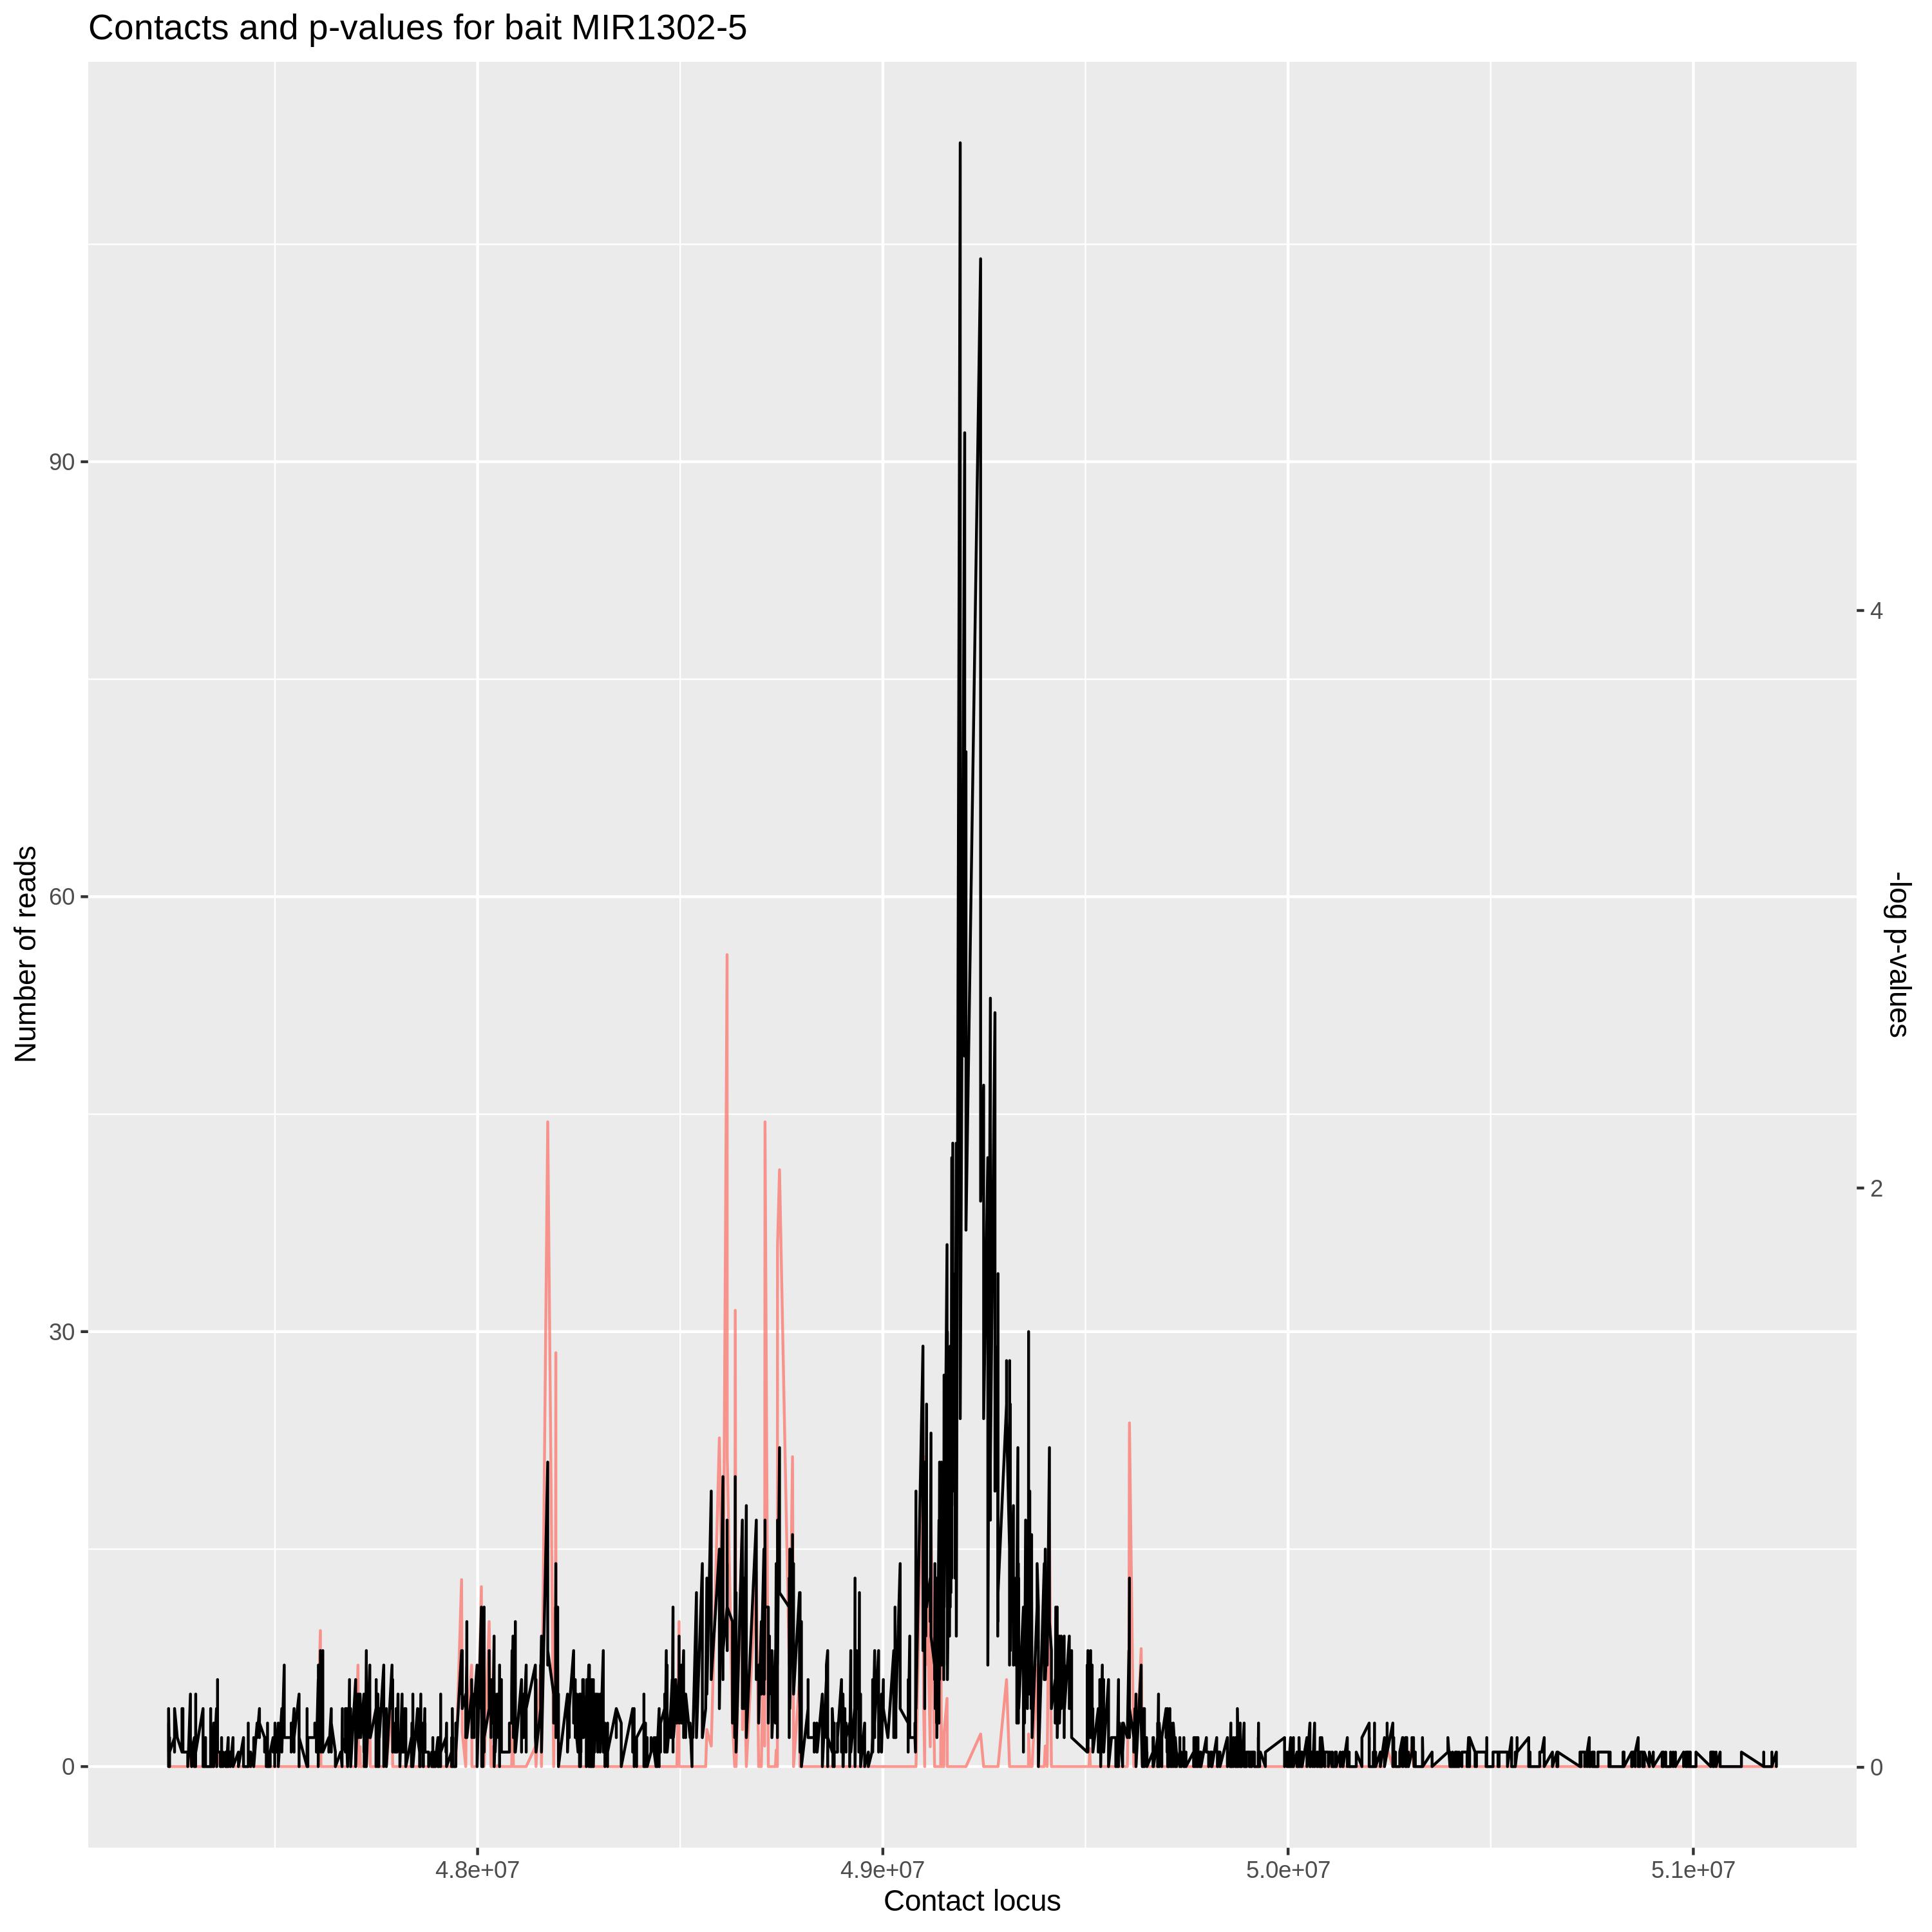 Contacts and p-values for bait MIR1302-5
90
60
30
0
Number of reads
4
2
0
-log p-values
4.8e+07
4.9e+07
5.0e+07
5.1e+07
Contact locus